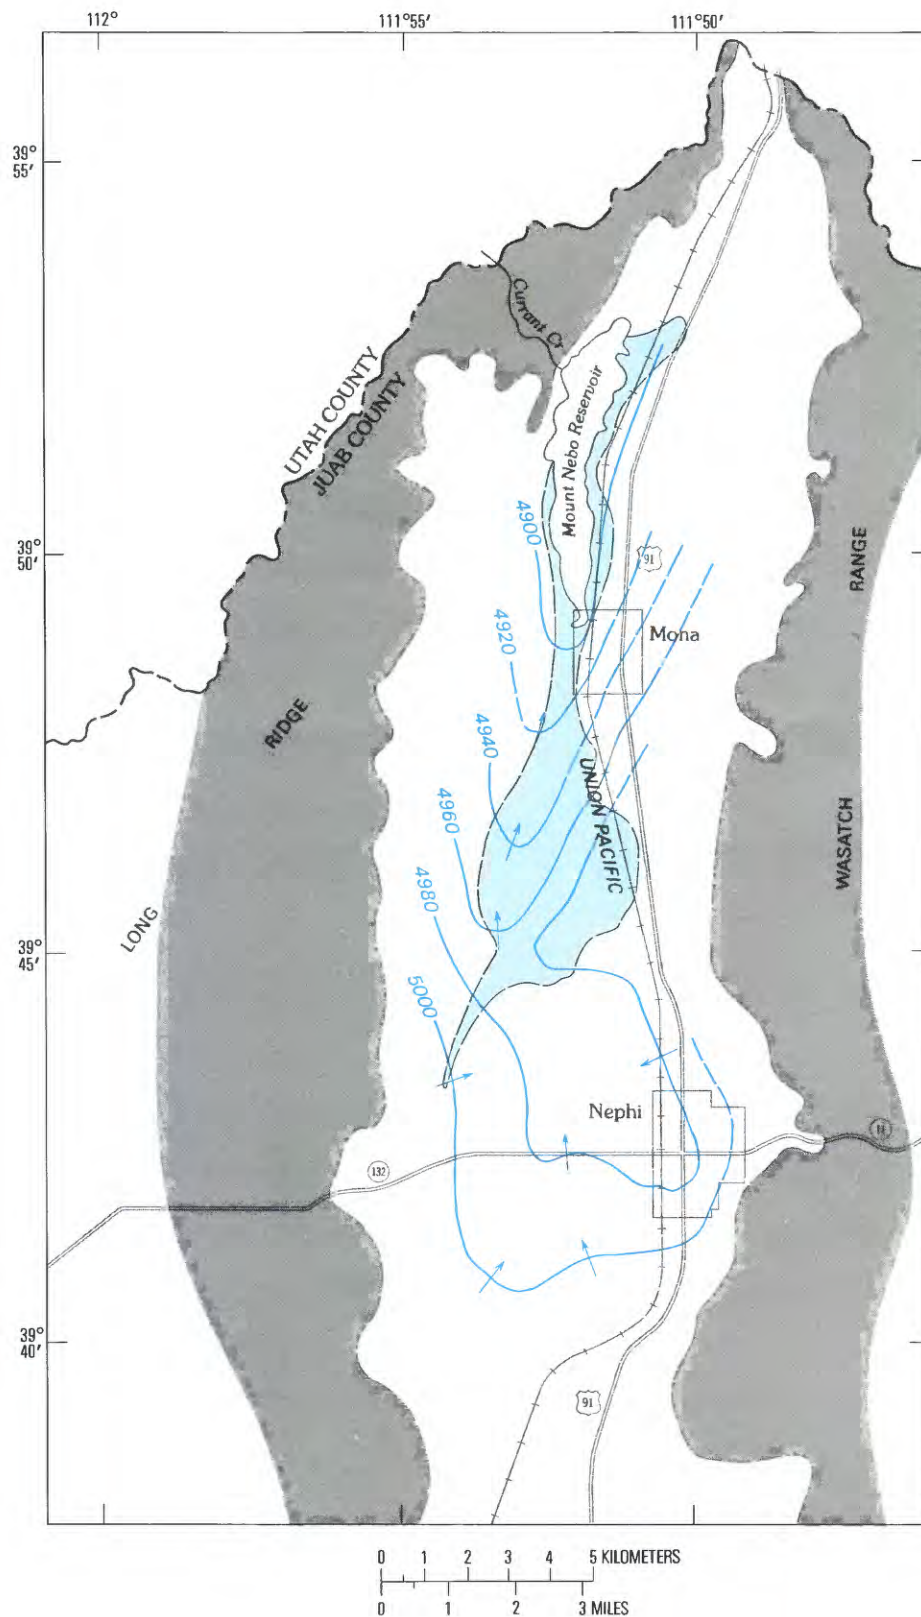 112°
111°55'
111°50'
39°
55'
Currant Cr
UTAH COUNTY
JUAB COUNTY
Mount Nebo Reservoir
4900
39°
50'
91
RANGE
4920
Mona
RIDGE
4940
UNION PACIFIC
4960
WASATCH
4980
LONG
39°
45'
5000
Nephi
132
39°
40'
91
0 1 2 3 4 5 KILOMETERS
0 1 2 3 MILES